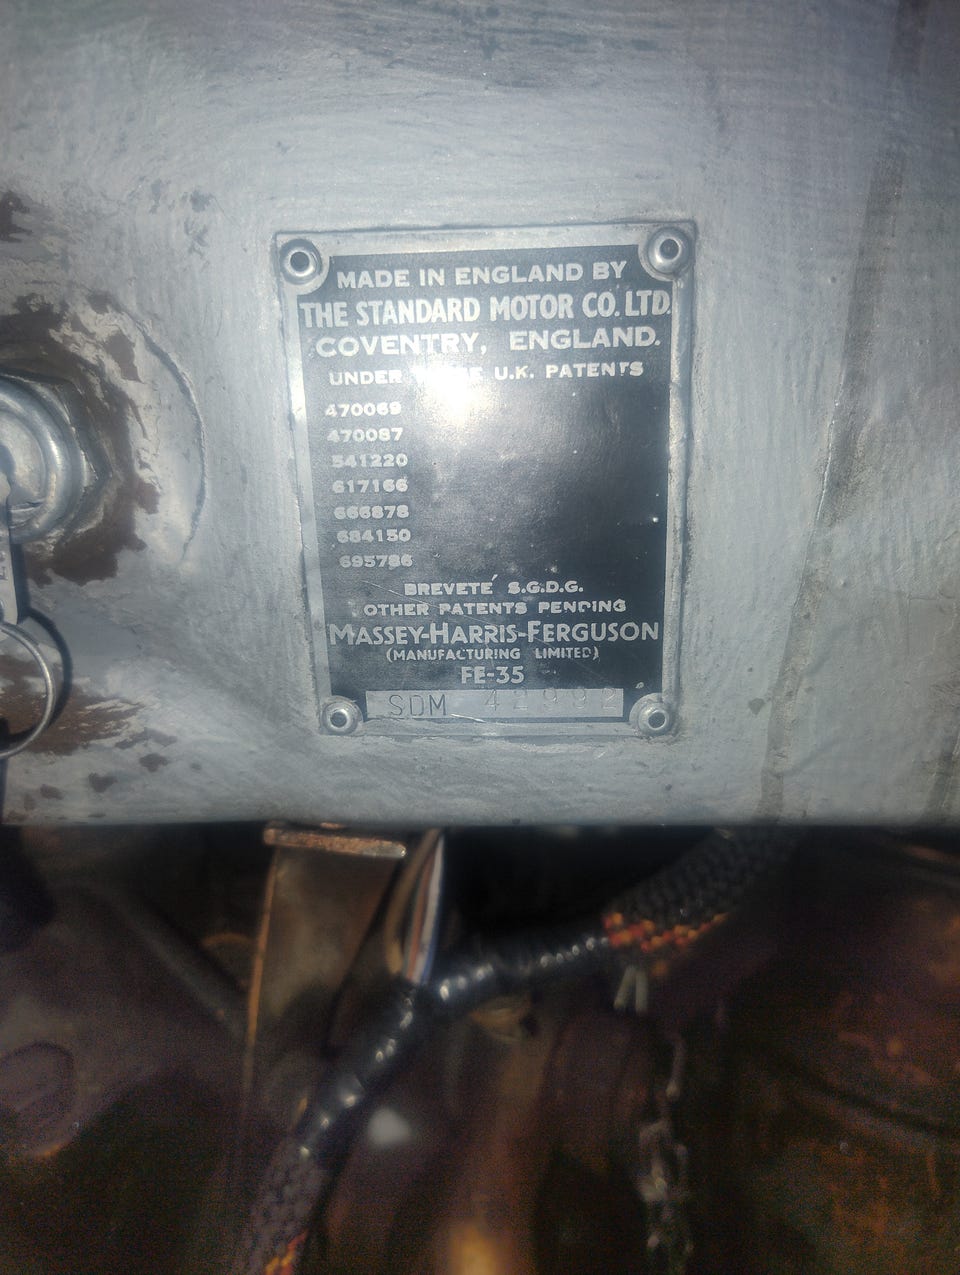 MADE IN ENGLAND BY
THE STANDARD MOTOR CO. LTD.
COVENTRY, ENGLAND.
UNDER U.K. PATENTS
470069
470087
541220
617166
666878
684150
695786
BREVETÉ S.G.D.G.
OTHER PATENTS PENDING
MASSEY-HARRIS-FERGUSON
(MANUFACTURING LIMITED)
FE-35
SDM 42992